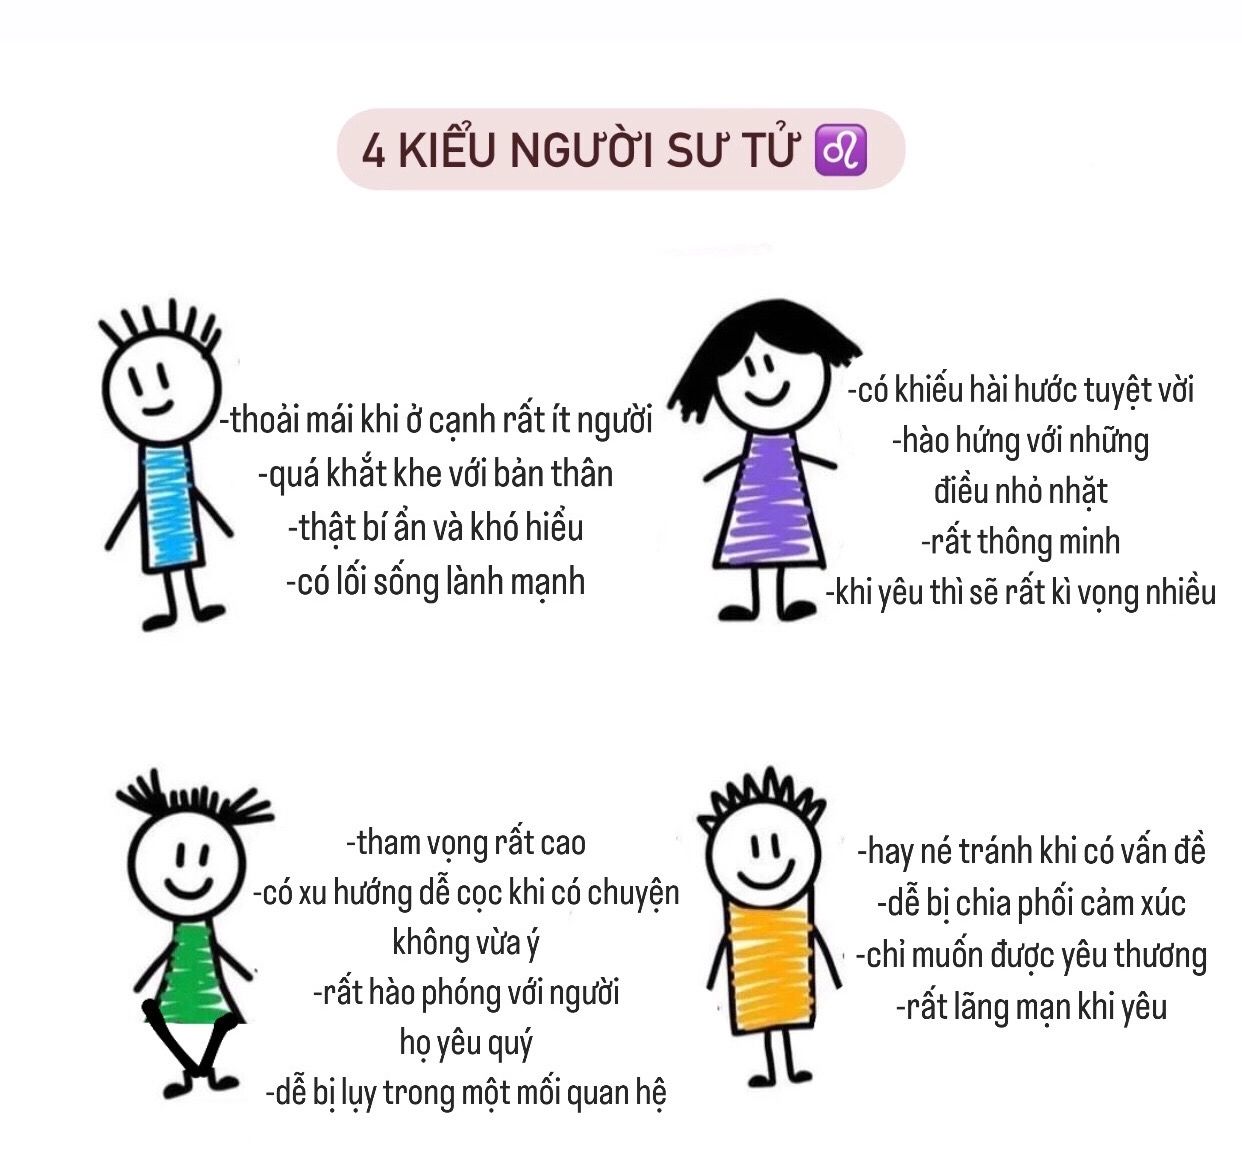 4 KIỂU NGƯỜI SƯ TỬ ♌
-thoải mái khi ở cạnh rất ít người
-quá khắt khe với bản thân
-thật bí ẩn và khó hiểu
-có lối sống lành mạnh
-có khiếu hài hước tuyệt vời
-hào hứng với những
điều nhỏ nhặt
-rất thông minh
-khi yêu thì sẽ rất kì vọng nhiều
-tham vọng rất cao
-có xu hướng dễ cọc khi có chuyện
không vừa ý
-rất hào phóng với người
họ yêu quý
-dễ bị lụy trong một mối quan hệ
-hay né tránh khi có vấn đề
-dễ bị chia phối cảm xúc
-chỉ muốn được yêu thương
-rất lãng mạn khi yêu